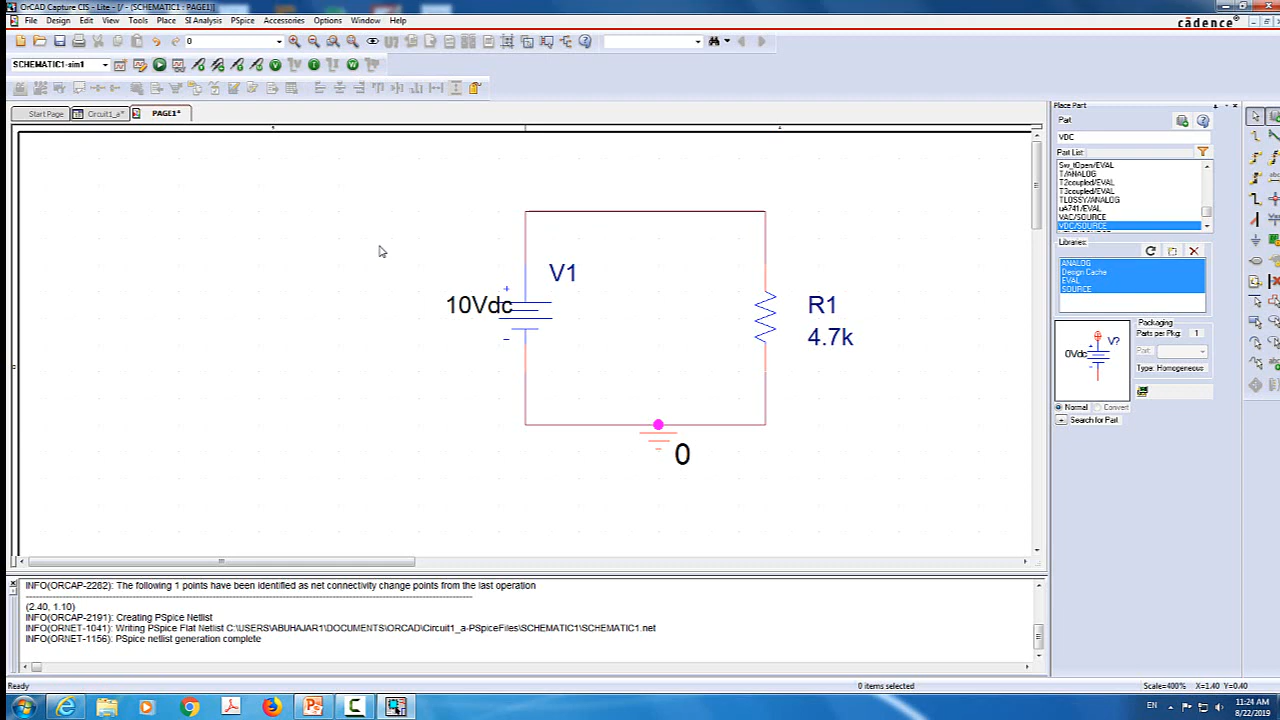 OrCAD Capture CIS - Lite - [/ - (SCHEMATIC1 : PAGE1)]
File Design Edit View Tools Place SI Analysis PSpice Accessories Options Window Help
cādence®
0
SCHEMATIC1-sim1
Start Page Circuit1_a* PAGE1*
Place Part
Part
VDC
Part List:
Sw_tOpen/EVAL
T/ANALOG
T2coupled/EVAL
T3coupled/EVAL
TLOSSY/ANALOG
uA741/EVAL
VAC/SOURCE
VDC/SOURCE
Libraries:
ANALOG
Design Cache
EVAL
SOURCE
Packaging
Parts per Pkg: 1
Part:
Type: Homogeneous
0Vdc
V?
+
-
Normal Convert
Search for Part
V1
10Vdc
+
-
R1
4.7k
0
INFO(ORCAP-2282): The following 1 points have been identified as net connectivity change points from the last operation
(2.40, 1.10)
INFO(ORCAP-2191): Creating PSpice Netlist
INFO(ORNET-1041): Writing PSpice Flat Netlist C:\USERS\ABUHAJAR1\DOCUMENTS\ORCAD\Circuit1_a-PSpiceFiles\SCHEMATIC1\SCHEMATIC1.net
INFO(ORNET-1156): PSpice netlist generation complete
Ready
0 items selected
Scale=400% X=1.40 Y=0.40
EN
11:24 AM
8/22/2019